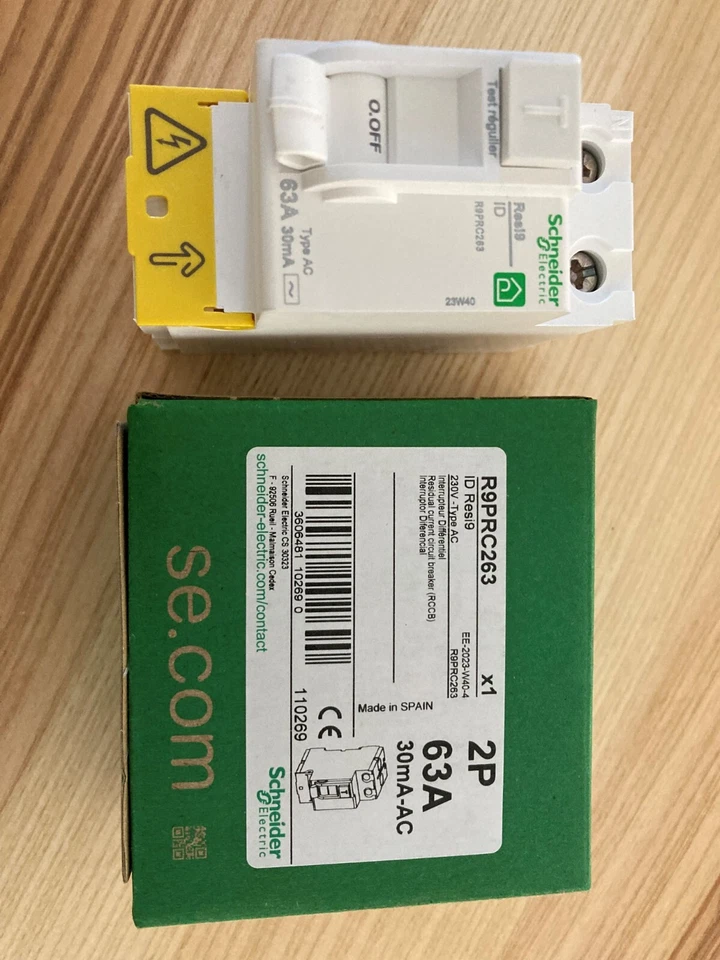 Test régulier
O.OFF
N
Schneider
Electric
Resi9
ID
R9PRC263
23W40
63A
Type AC
30mA
R9PRC263 x1
ID Resi9
230V -Type AC
EE-2023-W40-4
R9PRC263
Interrupteur Différentiel
Residual current circuit breaker (RCCB)
Interruptor Diferencial
Made in SPAIN
2P
63A
30mA-AC
3606481 10269 0
110269
CE
Schneider Electric CS 30323
F - 92506 Rueil - Malmaison Cedex
schneider-electric.com/contact
Schneider
Electric
se.com